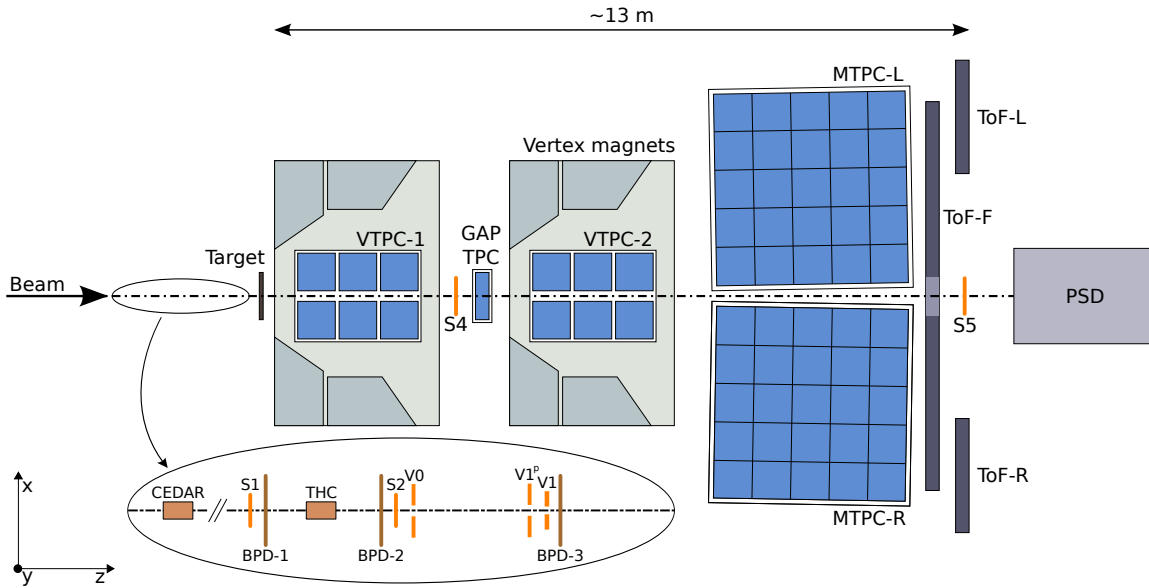 ~13 m
MTPC-L
ToF-L
Vertex magnets
ToF-F
VTPC-1
GAP
TPC
VTPC-2
Target
Beam
S4
S5
PSD
ToF-R
MTPC-R
x
y
z
CEDAR
S1
BPD-1
THC
BPD-2
S2
V0
V1ᵖ
V1
BPD-3